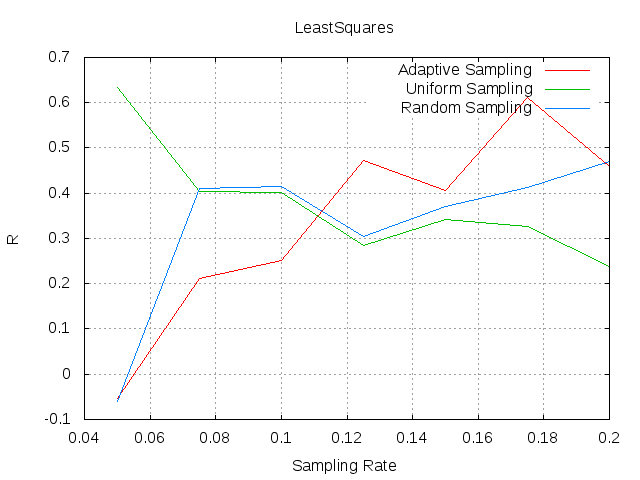 LeastSquares
0.7
0.6
0.5
0.4
0.3
0.2
0.1
0
-0.1
R
Adaptive Sampling
Uniform Sampling
Random Sampling
0.04 0.06 0.08 0.1 0.12 0.14 0.16 0.18 0.2
Sampling Rate